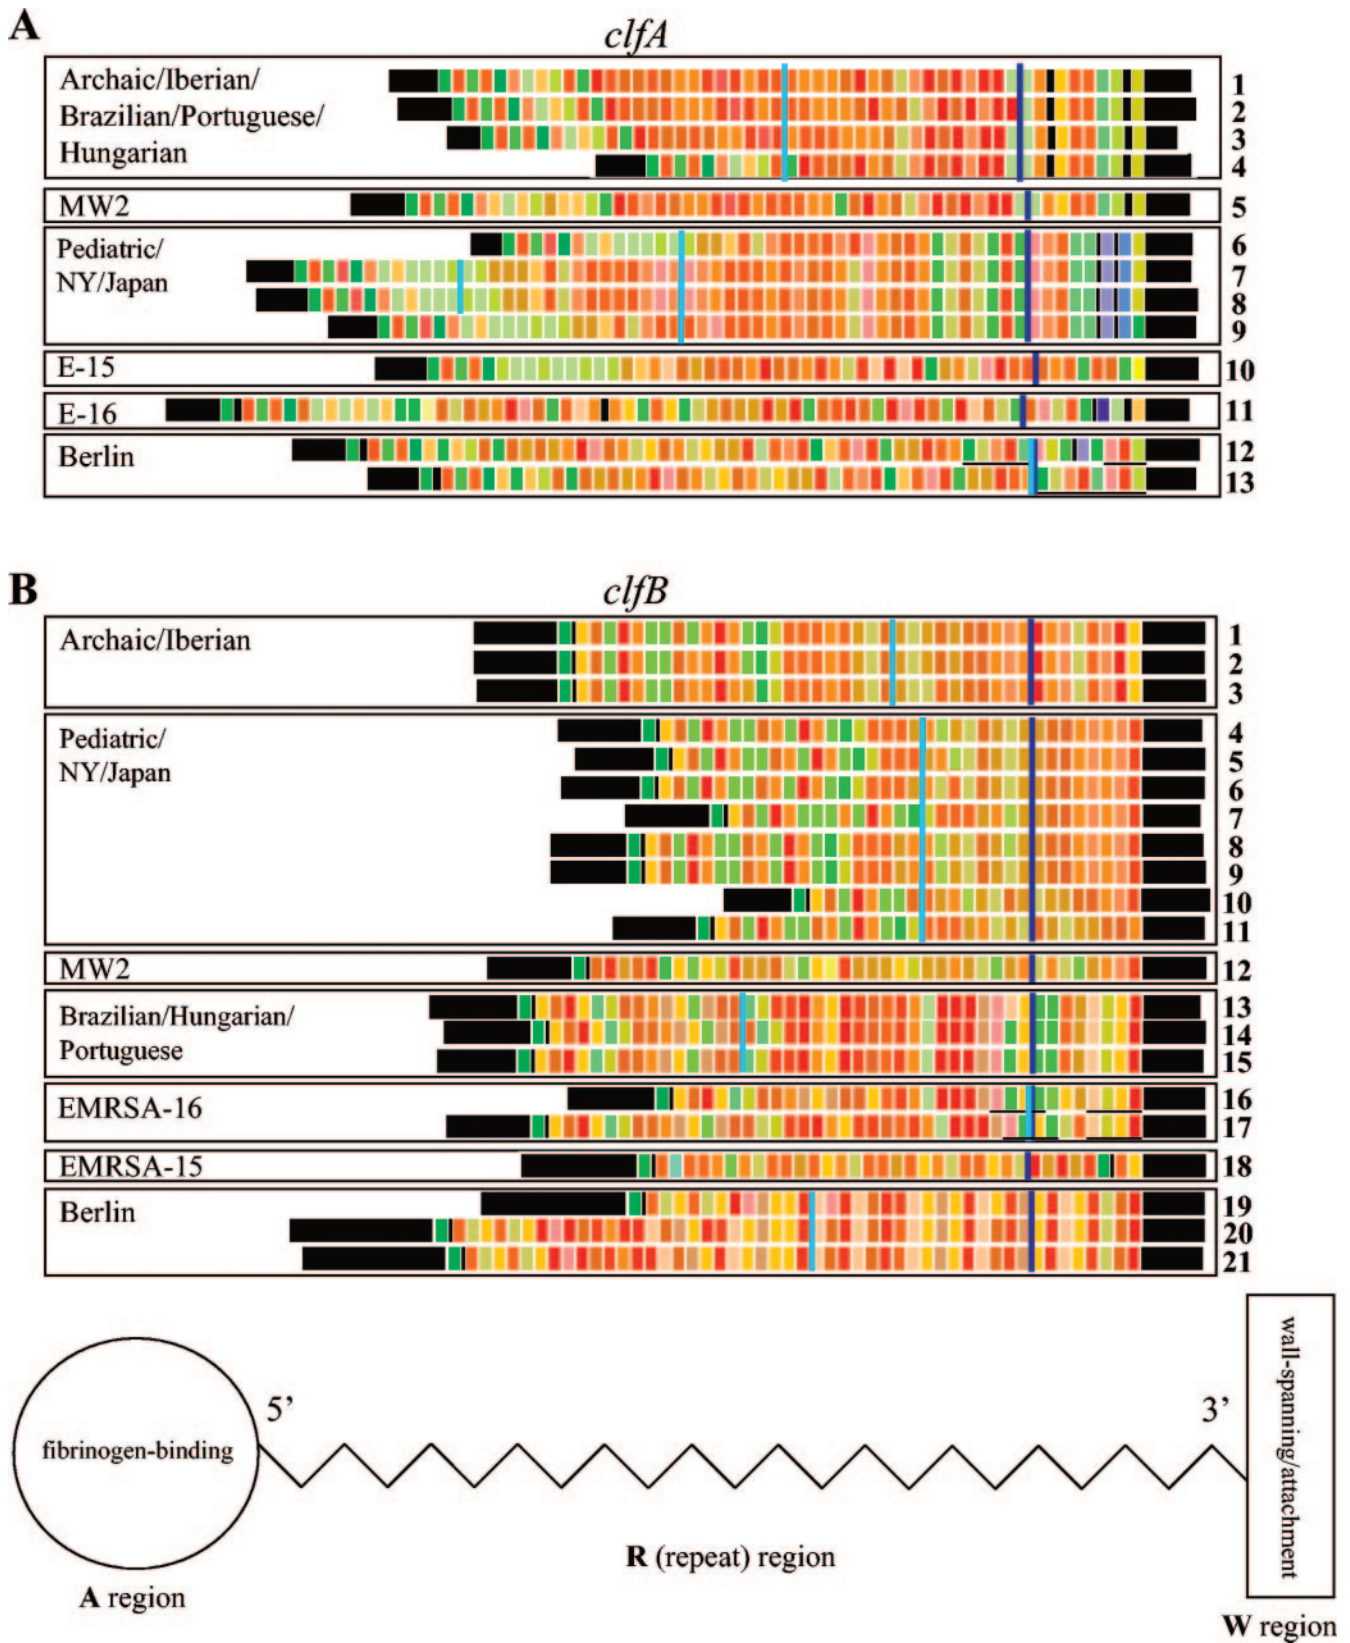 A
clfA
Archaic/Iberian/
Brazilian/Portuguese/
Hungarian
1
2
3
4
MW2
5
Pediatric/
NY/Japan
6
7
8
9
E-15
10
E-16
11
Berlin
12
13
B
clfB
Archaic/Iberian
1
2
3
Pediatric/
NY/Japan
4
5
6
7
8
9
10
11
MW2
12
Brazilian/Hungarian/
Portuguese
13
14
15
EMRSA-16
16
17
EMRSA-15
18
Berlin
19
20
21
5’
3’
fibrinogen-binding
wall-spanning/attachment
R (repeat) region
A region
W region